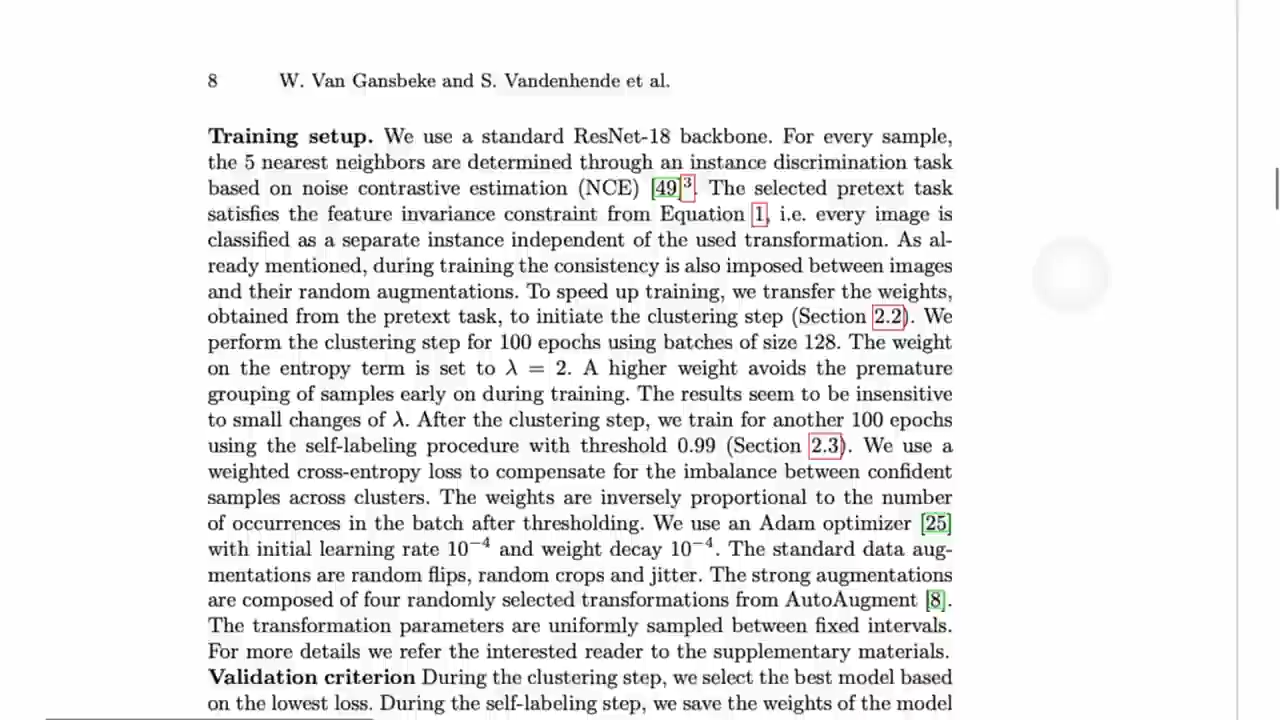 8 W. Van Gansbeke and S. Vandenhende et al.
Training setup. We use a standard ResNet-18 backbone. For every sample,
the 5 nearest neighbors are determined through an instance discrimination task
based on noise contrastive estimation (NCE) [49]³. The selected pretext task
satisfies the feature invariance constraint from Equation 1, i.e. every image is
classified as a separate instance independent of the used transformation. As al-
ready mentioned, during training the consistency is also imposed between images
and their random augmentations. To speed up training, we transfer the weights,
obtained from the pretext task, to initiate the clustering step (Section 2.2). We
perform the clustering step for 100 epochs using batches of size 128. The weight
on the entropy term is set to λ = 2. A higher weight avoids the premature
grouping of samples early on during training. The results seem to be insensitive
to small changes of λ. After the clustering step, we train for another 100 epochs
using the self-labeling procedure with threshold 0.99 (Section 2.3). We use a
weighted cross-entropy loss to compensate for the imbalance between confident
samples across clusters. The weights are inversely proportional to the number
of occurrences in the batch after thresholding. We use an Adam optimizer [25]
with initial learning rate 10⁻⁴ and weight decay 10⁻⁴. The standard data aug-
mentations are random flips, random crops and jitter. The strong augmentations
are composed of four randomly selected transformations from AutoAugment [8].
The transformation parameters are uniformly sampled between fixed intervals.
For more details we refer the interested reader to the supplementary materials.
Validation criterion During the clustering step, we select the best model based
on the lowest loss. During the self-labeling step, we save the weights of the model